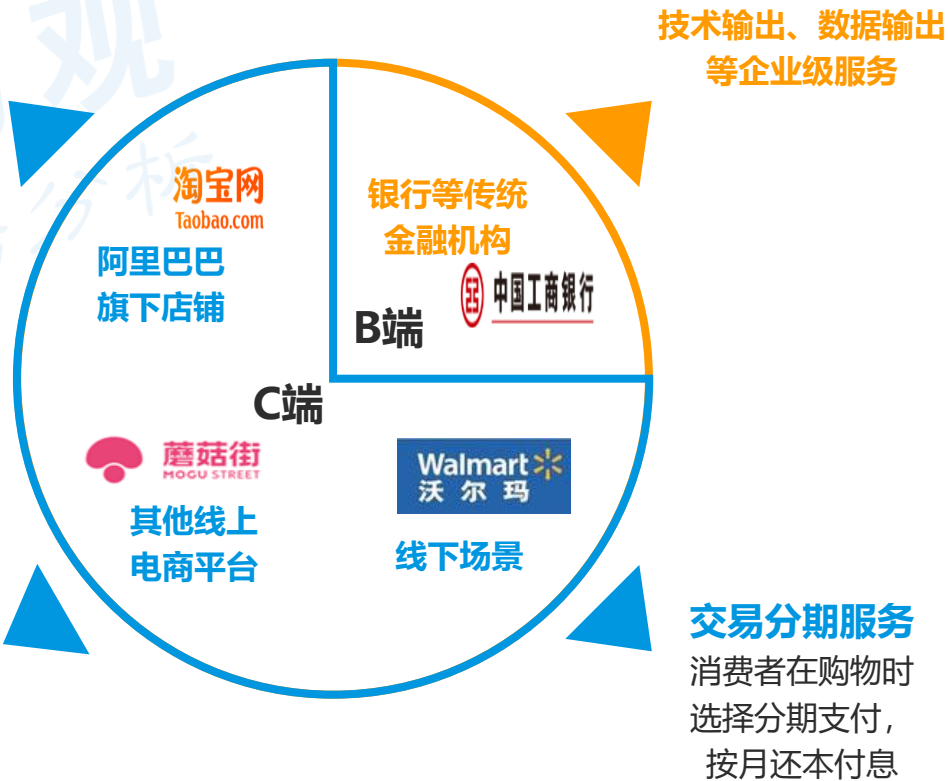 技术输出、数据输出
等企业级服务
观
分析
淘宝网
Taobao.com
阿里巴巴
旗下店铺
银行等传统
金融机构
中国工商银行
B端
C端
蘑菇街
MOGU STREET
其他线上
电商平台
Walmart
沃尔玛
线下场景
交易分期服务
消费者在购物时
选择分期支付，
按月还本付息